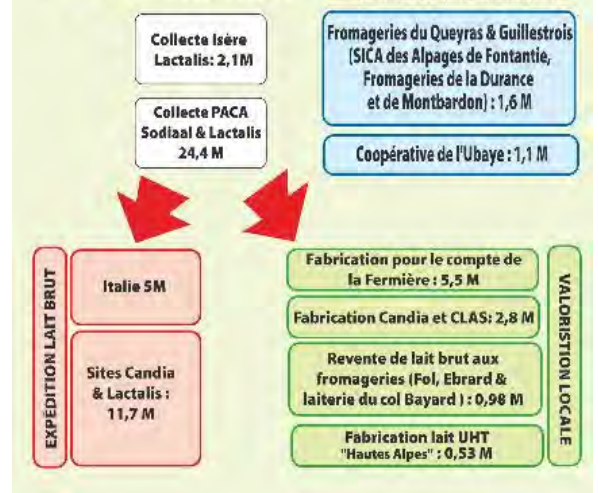 Collecte Isère
Lactalis: 2,1M
Collecte PACA
Sodiaal & Lactalis
24,4 M
Fromageries du Queyras & Guillestrois
(SICA des Alpages de Fontantie,
Fromageries de la Durance
et de Montbardon) : 1,6 M
Coopérative de l'Ubaye : 1,1 M
EXPÉDITION LAIT BRUT
Italie 5M
Sites Candia
& Lactalis :
11,7 M
Fabrication pour le compte de
la Fermière : 5,5 M
Fabrication Candia et CLAS: 2,8 M
Revente de lait brut aux
fromageries (Fol, Ebrard &
laiterie du col Bayard ) : 0,98 M
Fabrication lait UHT
"Hautes Alpes" : 0,53 M
VALORISTION LOCALE